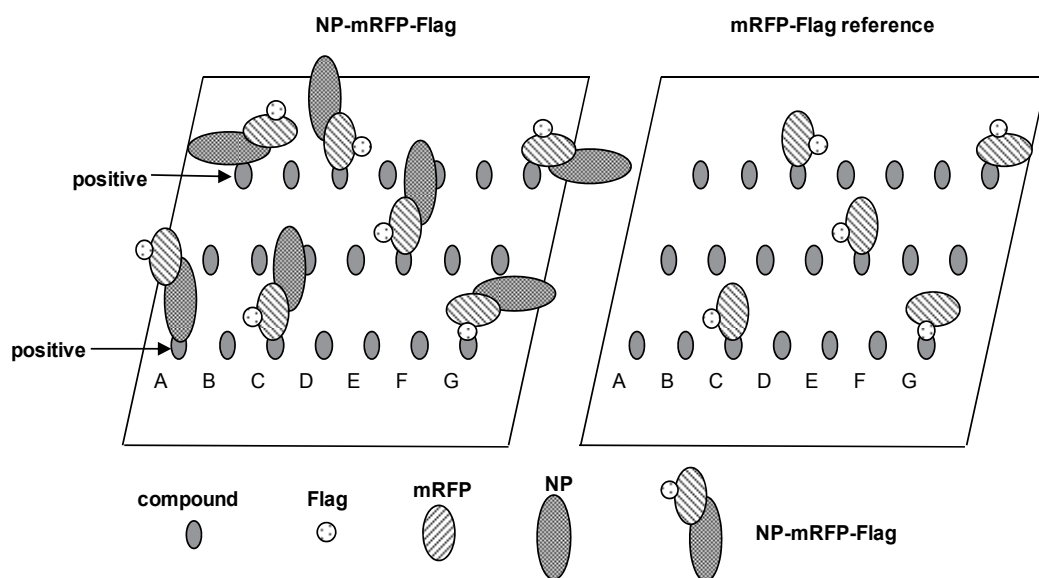 NP-mRFP-Flag
mRFP-Flag reference
positive
positive
A B C D E F G
A B C D E F G
compound
Flag
mRFP
NP
NP-mRFP-Flag